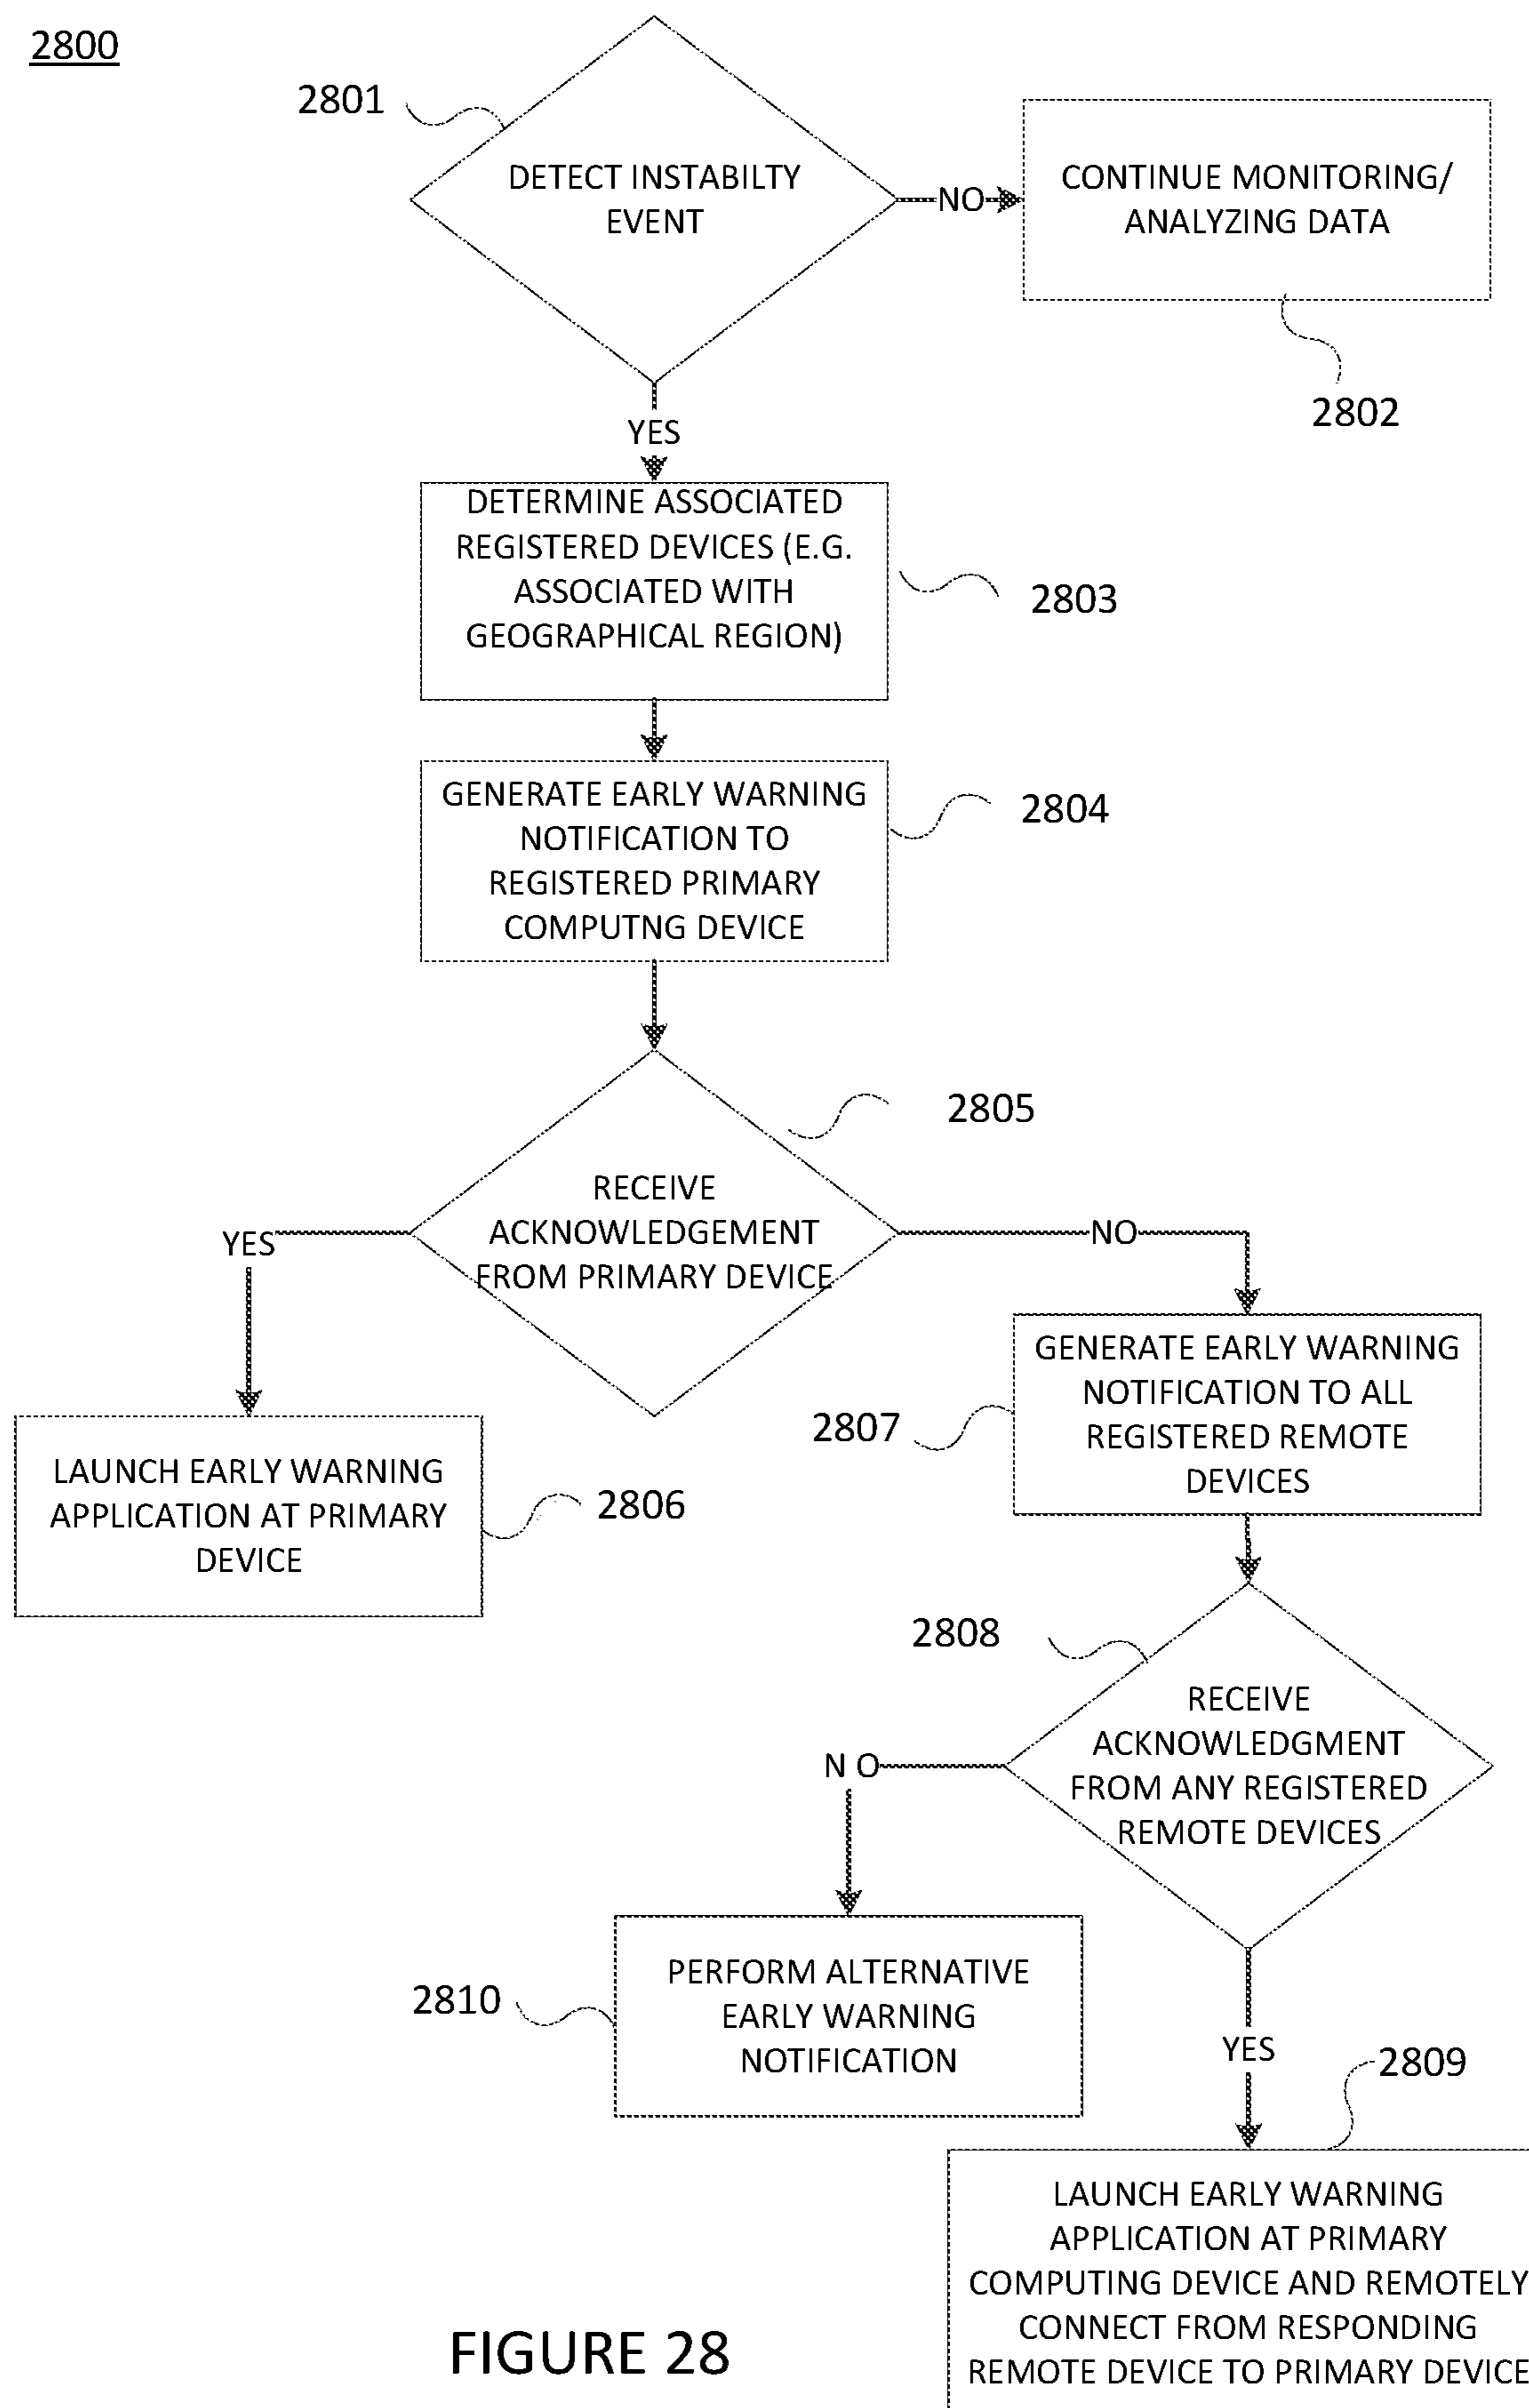 2800
2801
DETECT INSTABILTY
EVENT
NO
CONTINUE MONITORING/
ANALYZING DATA
2802
YES
DETERMINE ASSOCIATED
REGISTERED DEVICES (E.G.
ASSOCIATED WITH
GEOGRAPHICAL REGION)
2803
GENERATE EARLY WARNING
NOTIFICATION TO
REGISTERED PRIMARY
COMPUTNG DEVICE
2804
2805
RECEIVE
ACKNOWLEDGEMENT
FROM PRIMARY DEVICE
YES
NO
LAUNCH EARLY WARNING
APPLICATION AT PRIMARY
DEVICE
2806
GENERATE EARLY WARNING
NOTIFICATION TO ALL
REGISTERED REMOTE
DEVICES
2807
2808
RECEIVE
ACKNOWLEDGMENT
FROM ANY REGISTERED
REMOTE DEVICES
N O
PERFORM ALTERNATIVE
EARLY WARNING
NOTIFICATION
2810
YES
2809
LAUNCH EARLY WARNING
APPLICATION AT PRIMARY
COMPUTING DEVICE AND REMOTELY
CONNECT FROM RESPONDING
REMOTE DEVICE TO PRIMARY DEVICE
FIGURE 28